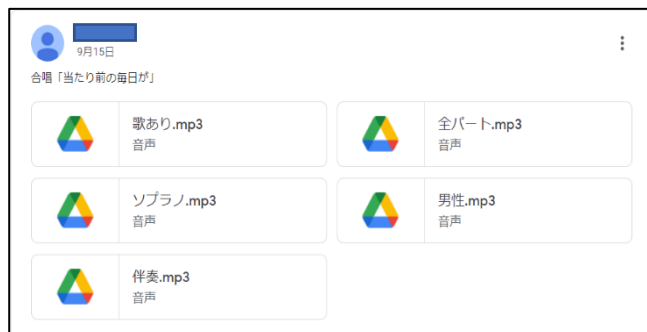 9月15日
合唱「当たり前の毎日が」
歌あり.mp3
音声
全パート.mp3
音声
ソプラノ.mp3
音声
男性.mp3
音声
伴奏.mp3
音声